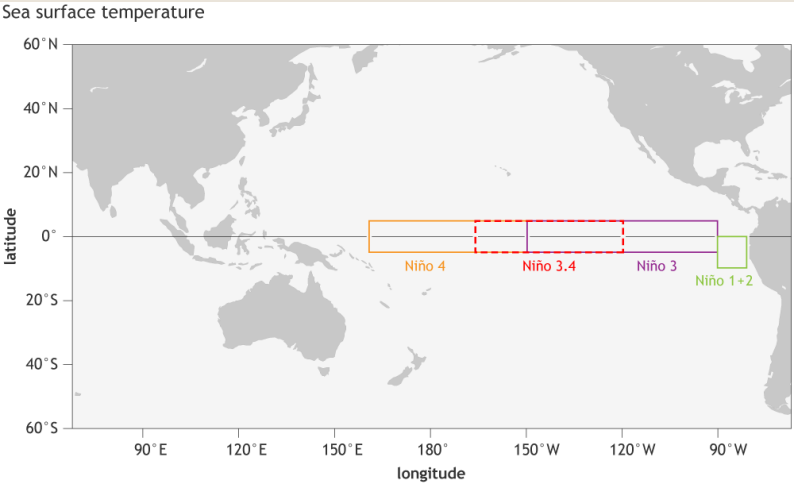 Sea surface temperature
60°N
40°N
20°N
0°
20°S
40°S
60°S
latitude
Niño 4
Niño 3.4
Niño 3
Niño 1+2
90°E
120°E
150°E
180°
150°W
120°W
90°W
longitude